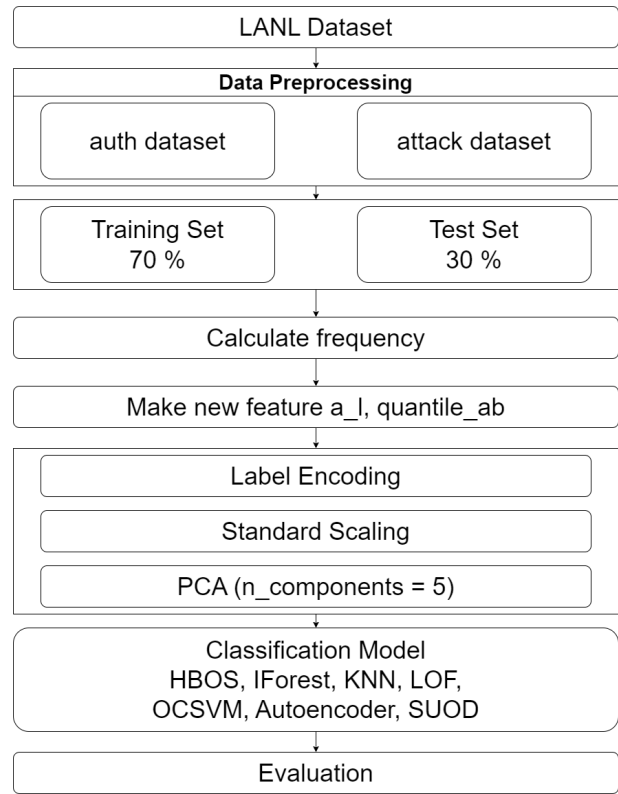 LANL Dataset
Data Preprocessing
auth dataset
attack dataset
Training Set
70 %
Test Set
30 %
Calculate frequency
Make new feature a_l, quantile_ab
Label Encoding
Standard Scaling
PCA (n_components = 5)
Classification Model
HBOS, IForest, KNN, LOF,
OCSVM, Autoencoder, SUOD
Evaluation